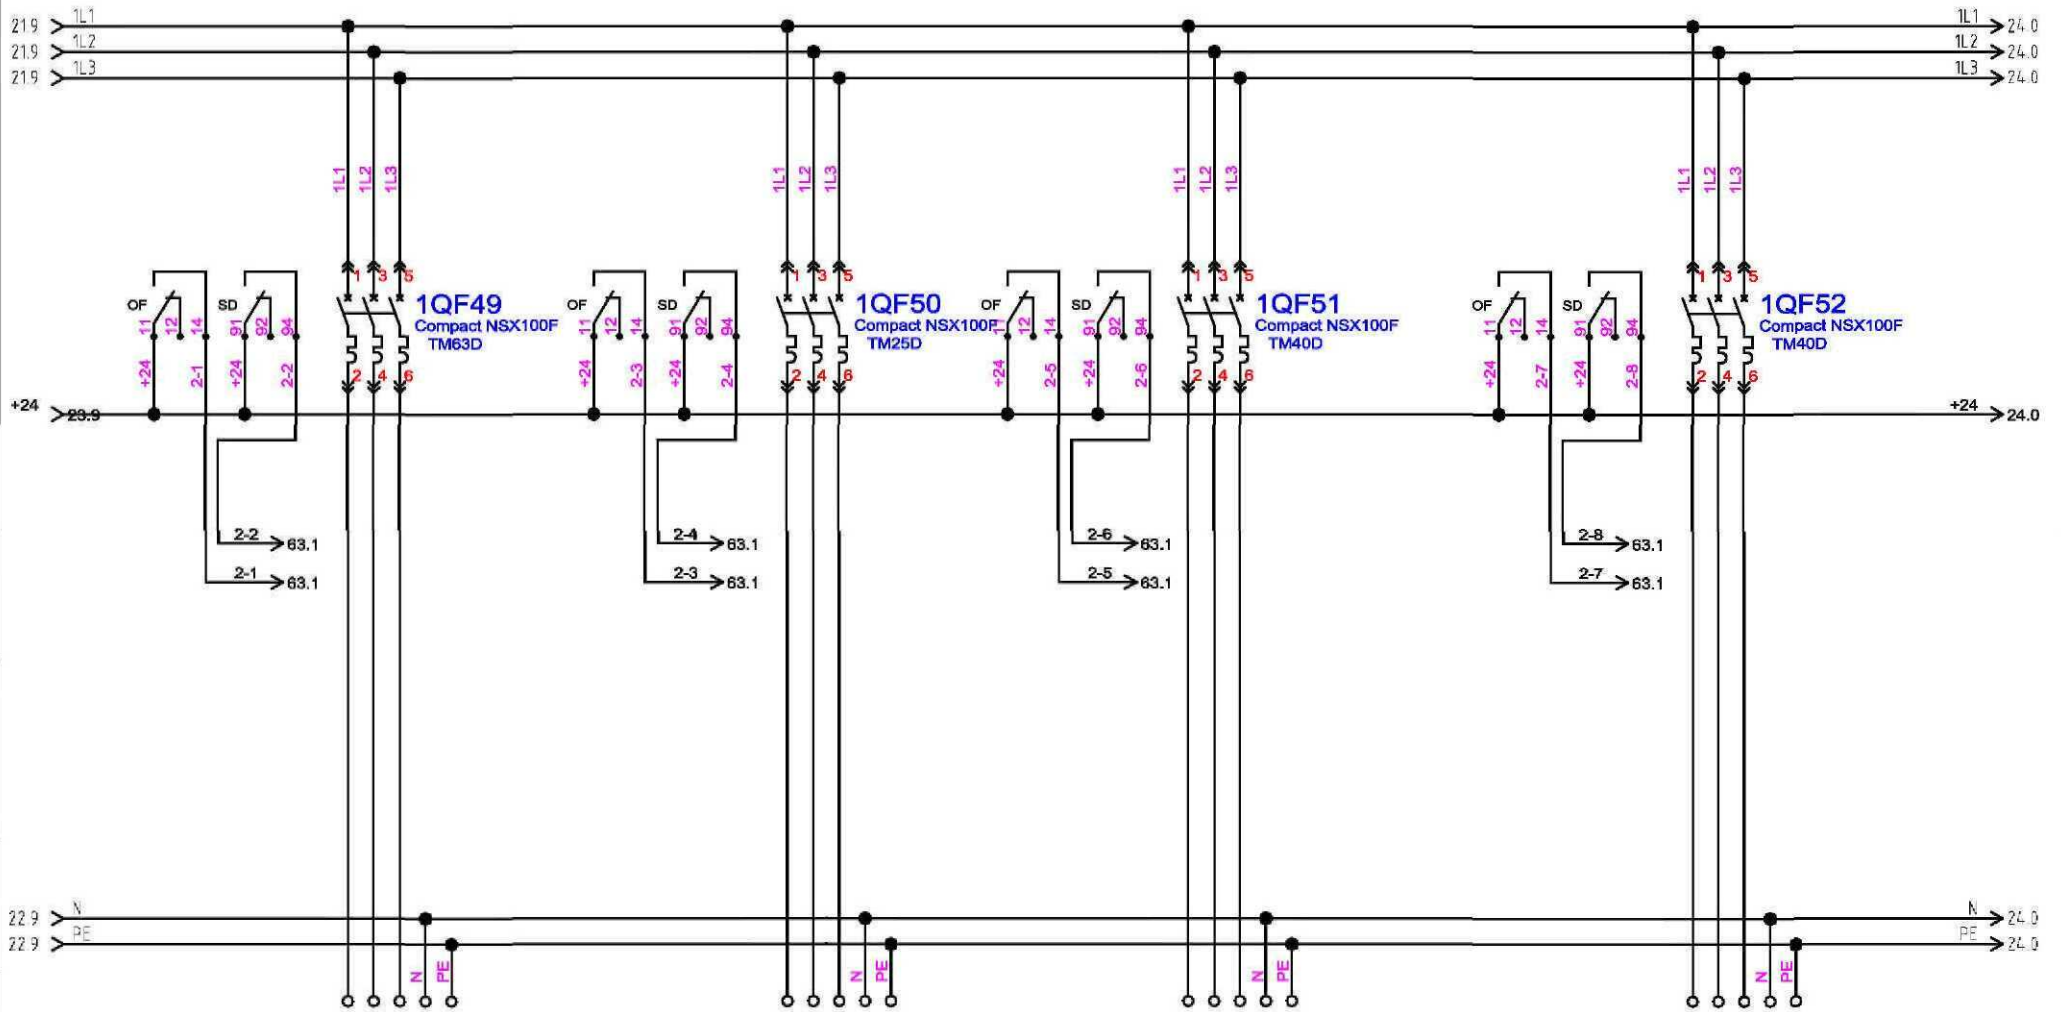 21.9 1L1 1L1 24.0
21.9 1L2 1L2 24.0
21.9 1L3 1L3 24.0
1L1 1L2 1L3 1L1 1L2 1L3 1L1 1L2 1L3 1L1 1L2 1L3
1 3 5 1 3 5 1 3 5 1 3 5
OF SD 1QF49 OF SD 1QF50 OF SD 1QF51 OF SD 1QF52
Compact NSX100F Compact NSX100F Compact NSX100F Compact NSX100F
11 12 14 91 92 94 11 12 14 91 92 94 11 12 14 91 92 94 11 12 14 91 92 94
TM63D TM25D TM40D TM40D
+24 2-1 +24 2-2 2 4 6 +24 2-3 +24 2-4 2 4 6 +24 2-5 +24 2-6 2 4 6 +24 2-7 +24 2-8 2 4 6
+24 23.9 +24 24.0
2-2 63.1 2-4 63.1 2-6 63.1 2-8 63.1
2-1 63.1 2-3 63.1 2-5 63.1 2-7 63.1
22.9 N N 24.0
22.9 PE PE 24.0
N PE N PE N PE N PE